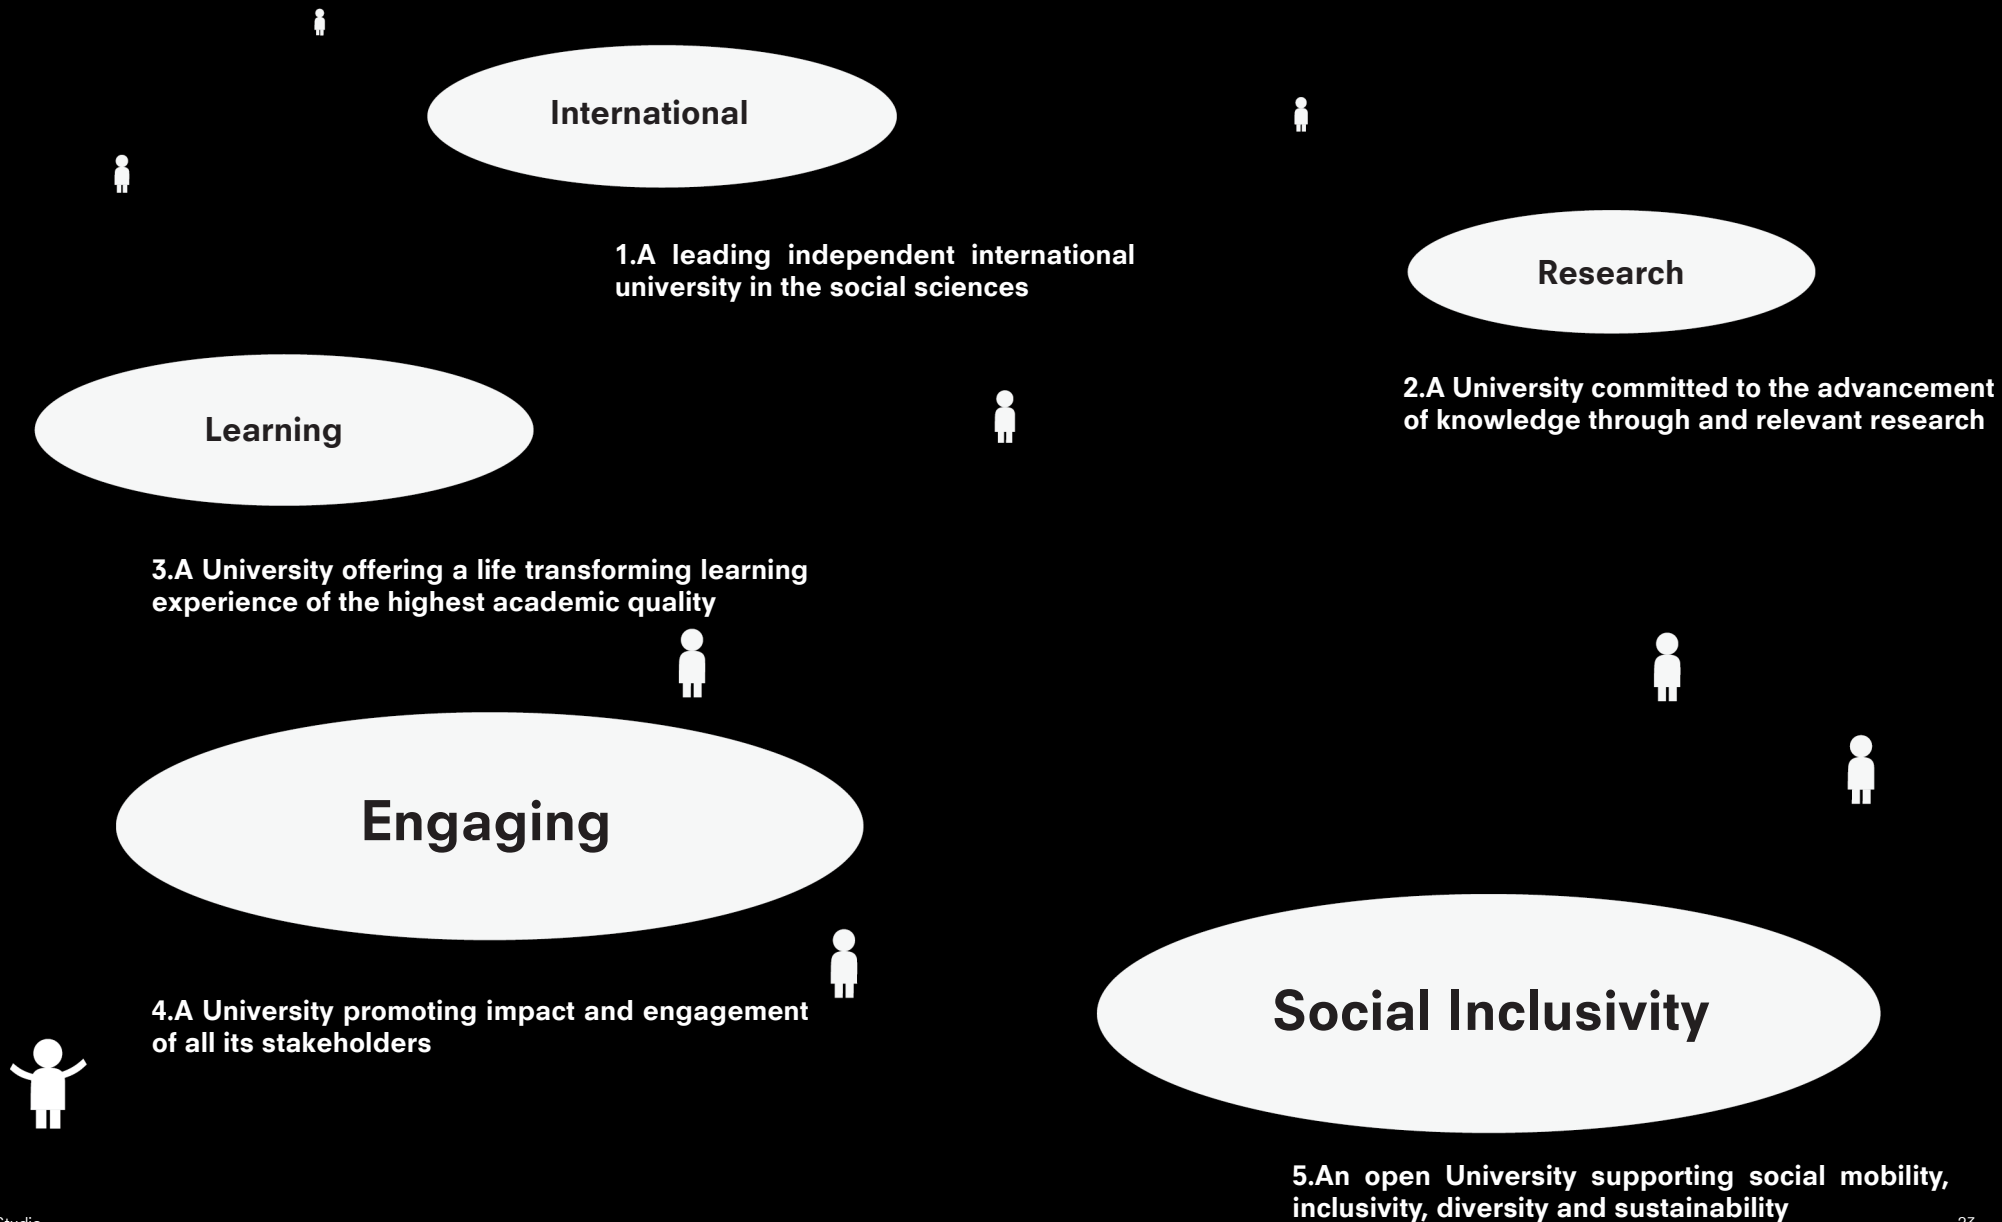 International
1.A leading independent international
university in the social sciences
Research
2.A University committed to the advancement
of knowledge through and relevant research
Learning
3.A University offering a life transforming learning
experience of the highest academic quality
Engaging
4.A University promoting impact and engagement
of all its stakeholders
Social Inclusivity
5.An open University supporting social mobility,
inclusivity, diversity and sustainability